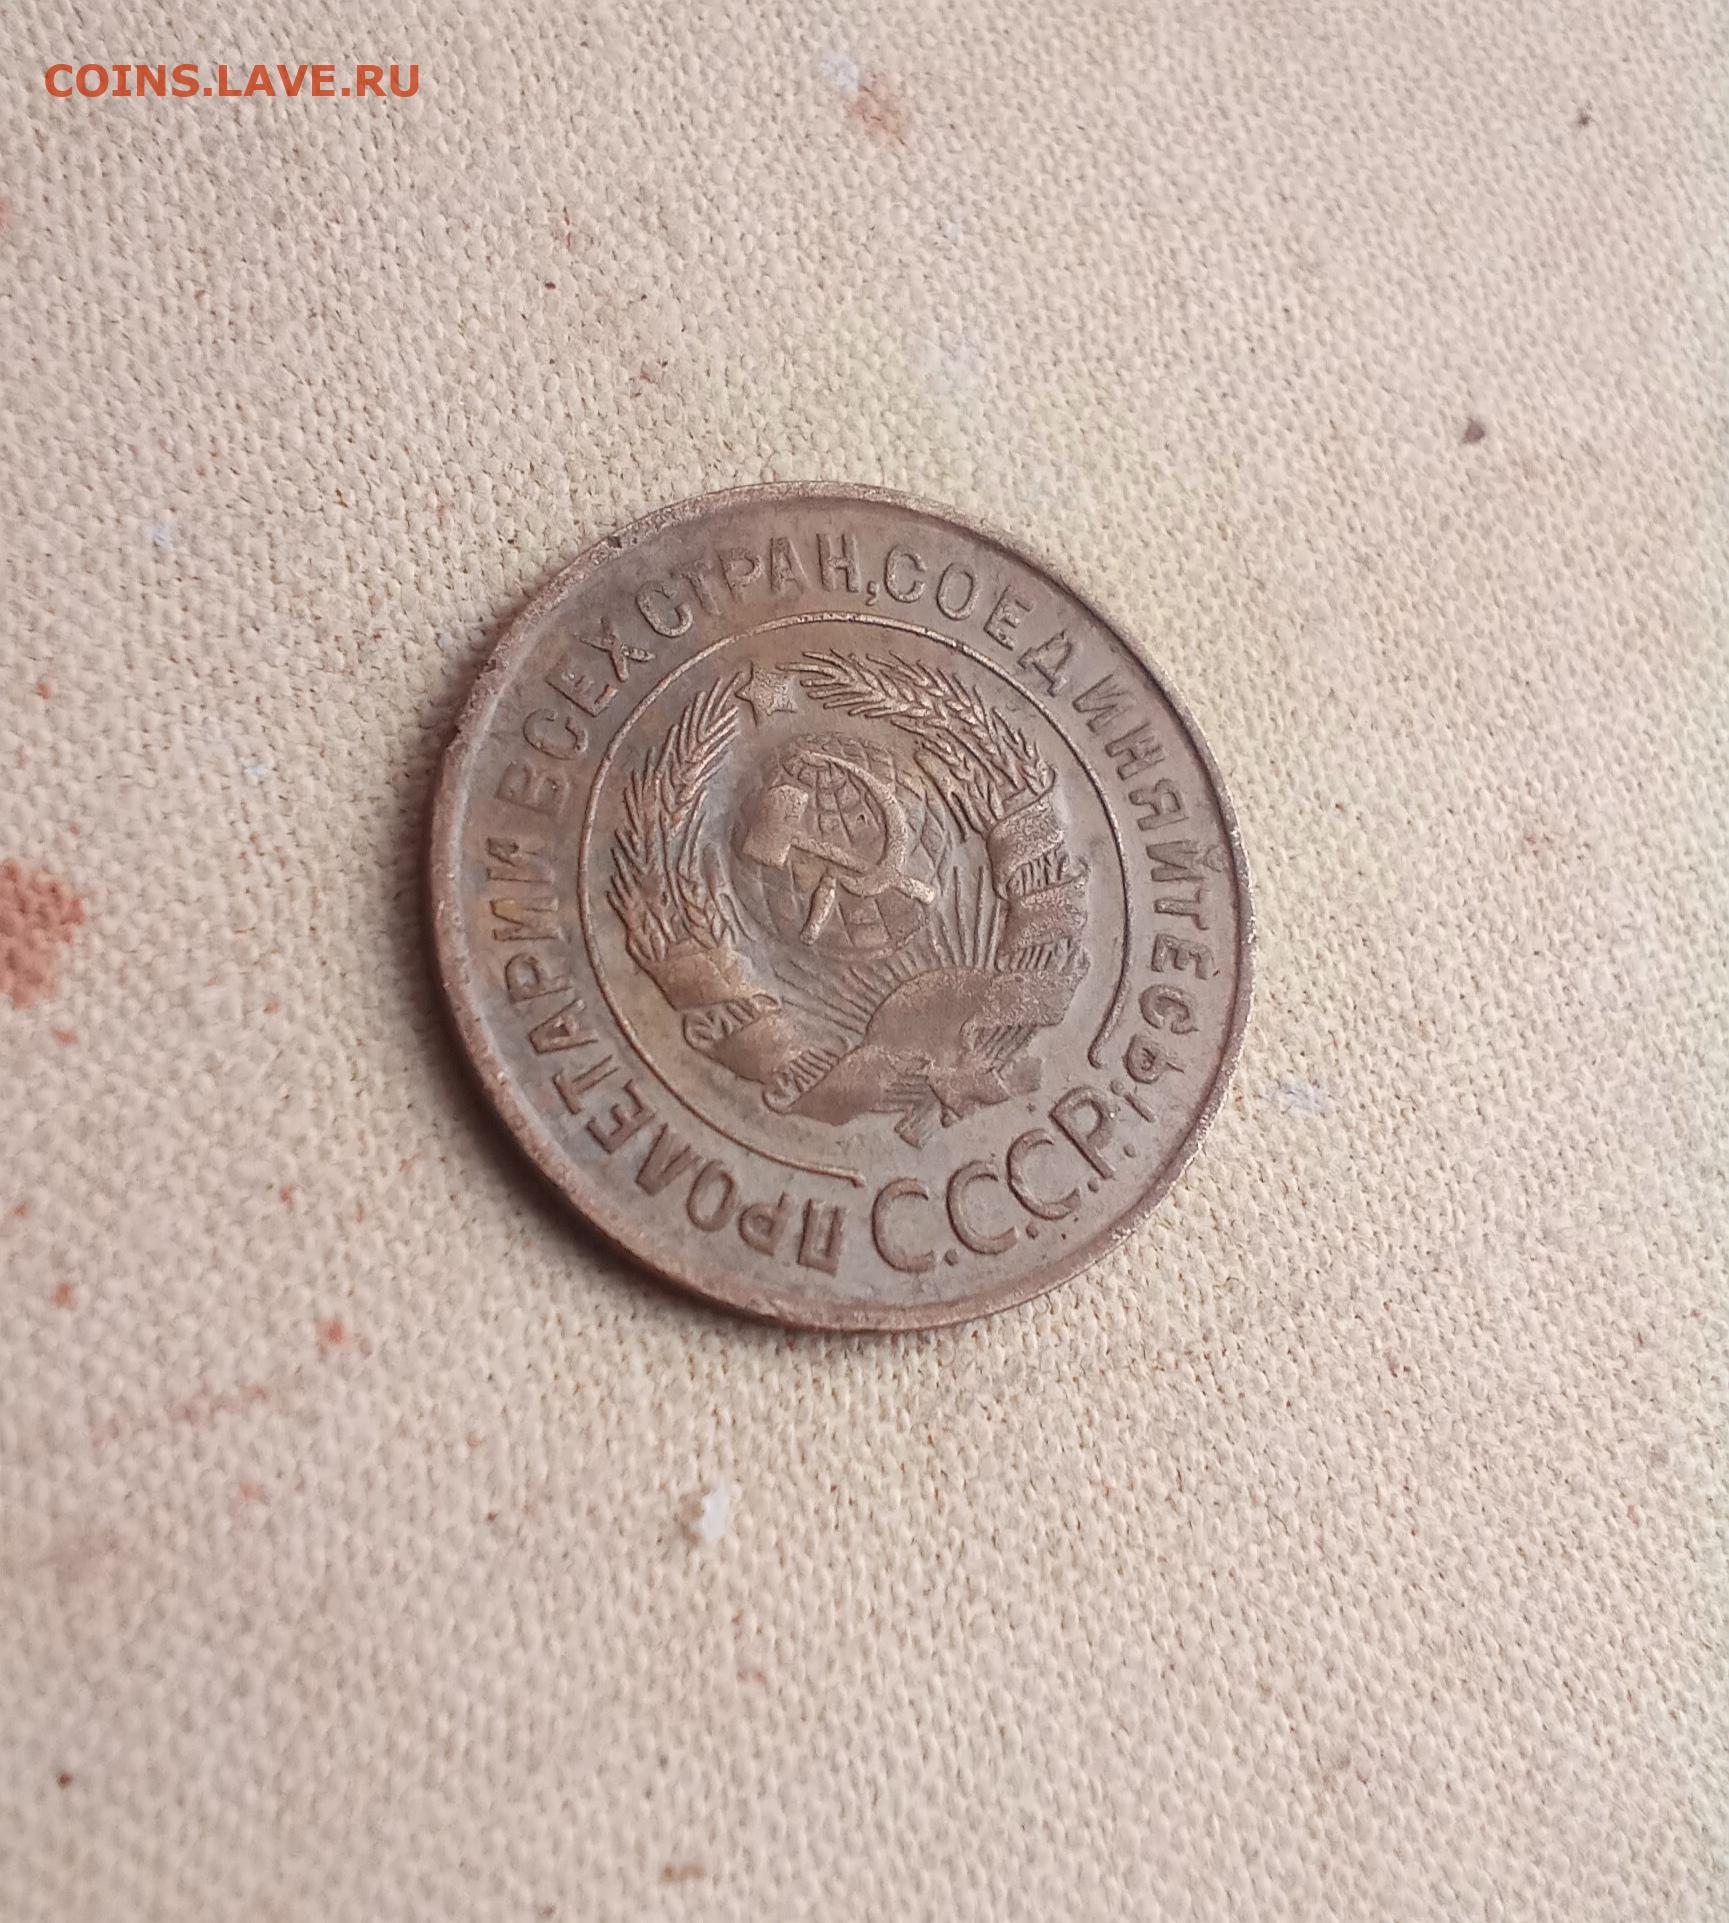 COINS.LAVE.RU
ПРОЛЕТАРИИ ВСЕХ СТРАН, СОЕДИНЯЙТЕСЬ!
С.С.С.Р.